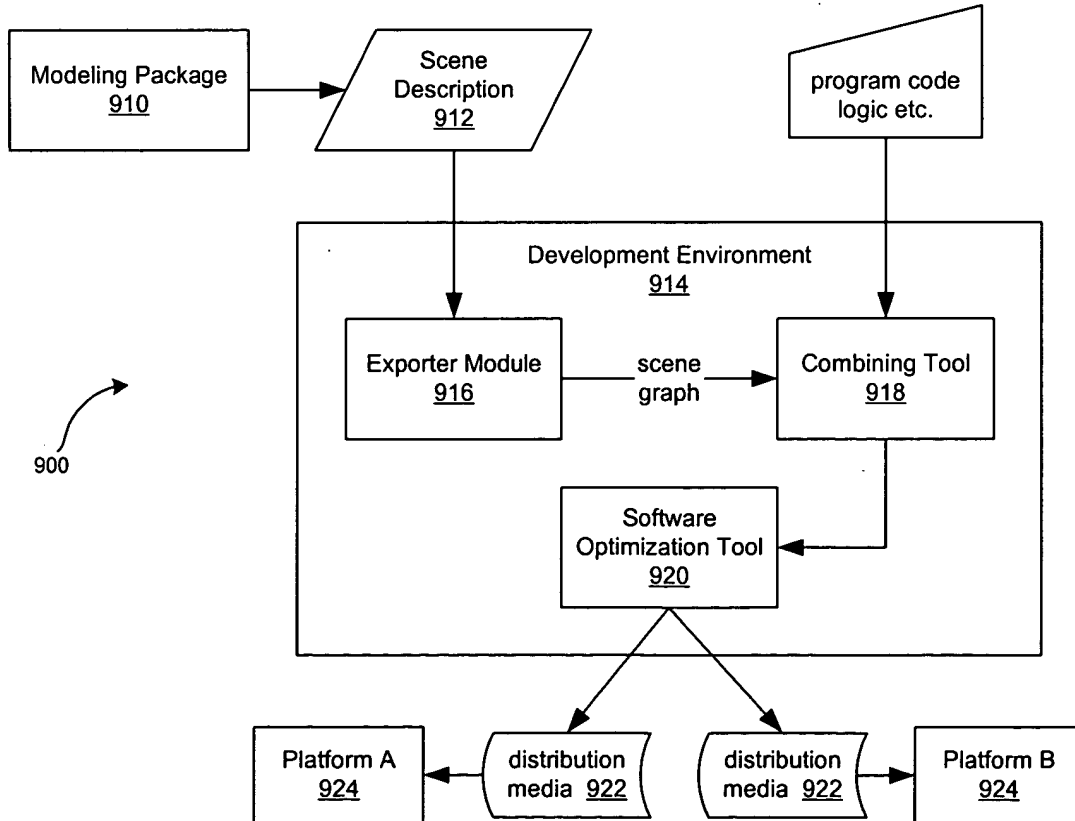 Modeling Package
910
Scene
Description
912
program code
logic etc.
Development Environment
914
Exporter Module
916
scene
graph
Combining Tool
918
900
Software
Optimization Tool
920
Platform A
924
distribution
media 922
distribution
media 922
Platform B
924